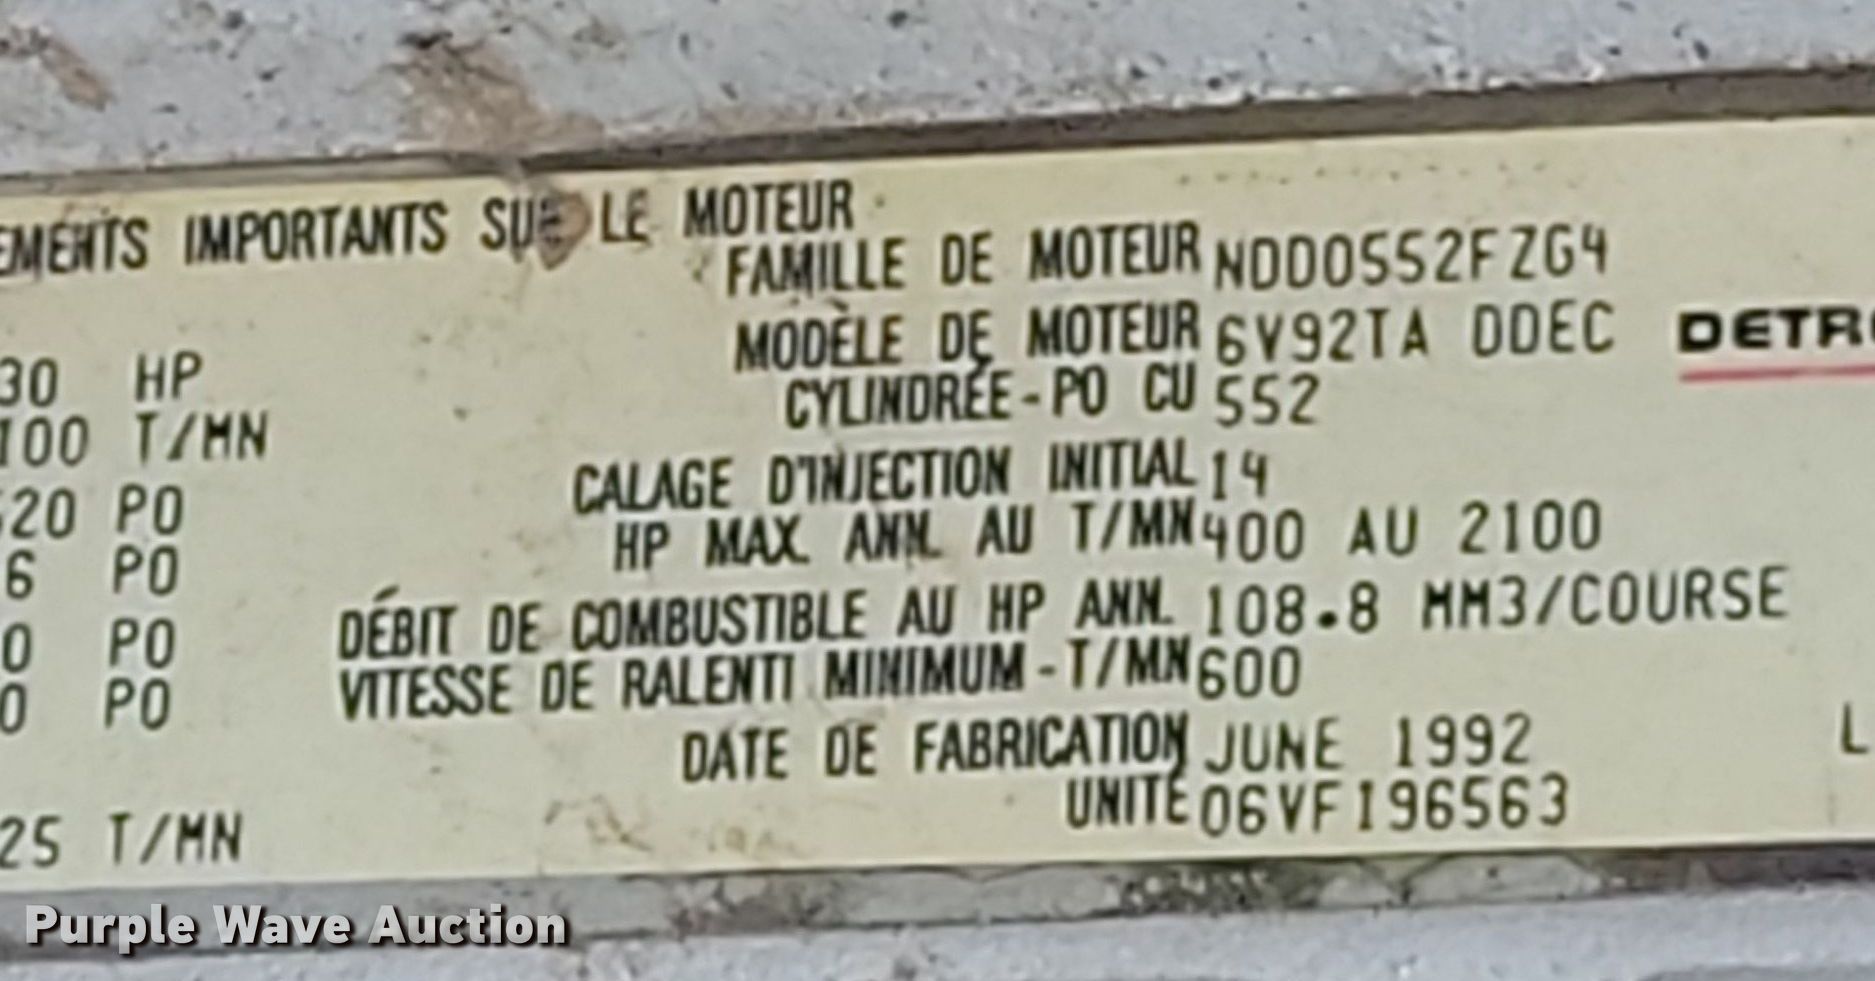 EMENTS IMPORTANTS SUR LE MOTEUR
FAMILLE DE MOTEUR NDD0552FZG4
MODÈLE DE MOTEUR 6V92TA DDEC
DETR
30 HP
CYLINDRÉE-PO CU 552
100 T/MN
CALAGE D'INJECTION INITIAL 14
20 PO
HP MAX. ANN. AU T/MN 400 AU 2100
6 PO
DÉBIT DE COMBUSTIBLE AU HP ANN. 108.8 MM3/COURSE
0 PO
VITESSE DE RALENTI MINIMUM-T/MN 600
0 PO
DATE DE FABRICATION JUNE 1992
L
UNITÉ 06VF196563
25 T/MN
Purple Wave Auction